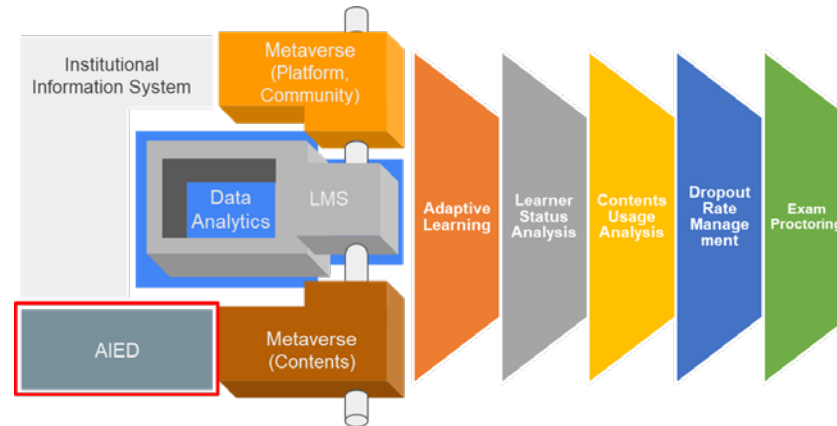 Institutional
Information System
Metaverse
(Platform,
Community)
Data
Analytics
LMS
AIED
Metaverse
(Contents)
Adaptive
Learning
Learner
Status
Analysis
Contents
Usage
Analysis
Dropout
Rate
Manage
ment
Exam
Proctoring